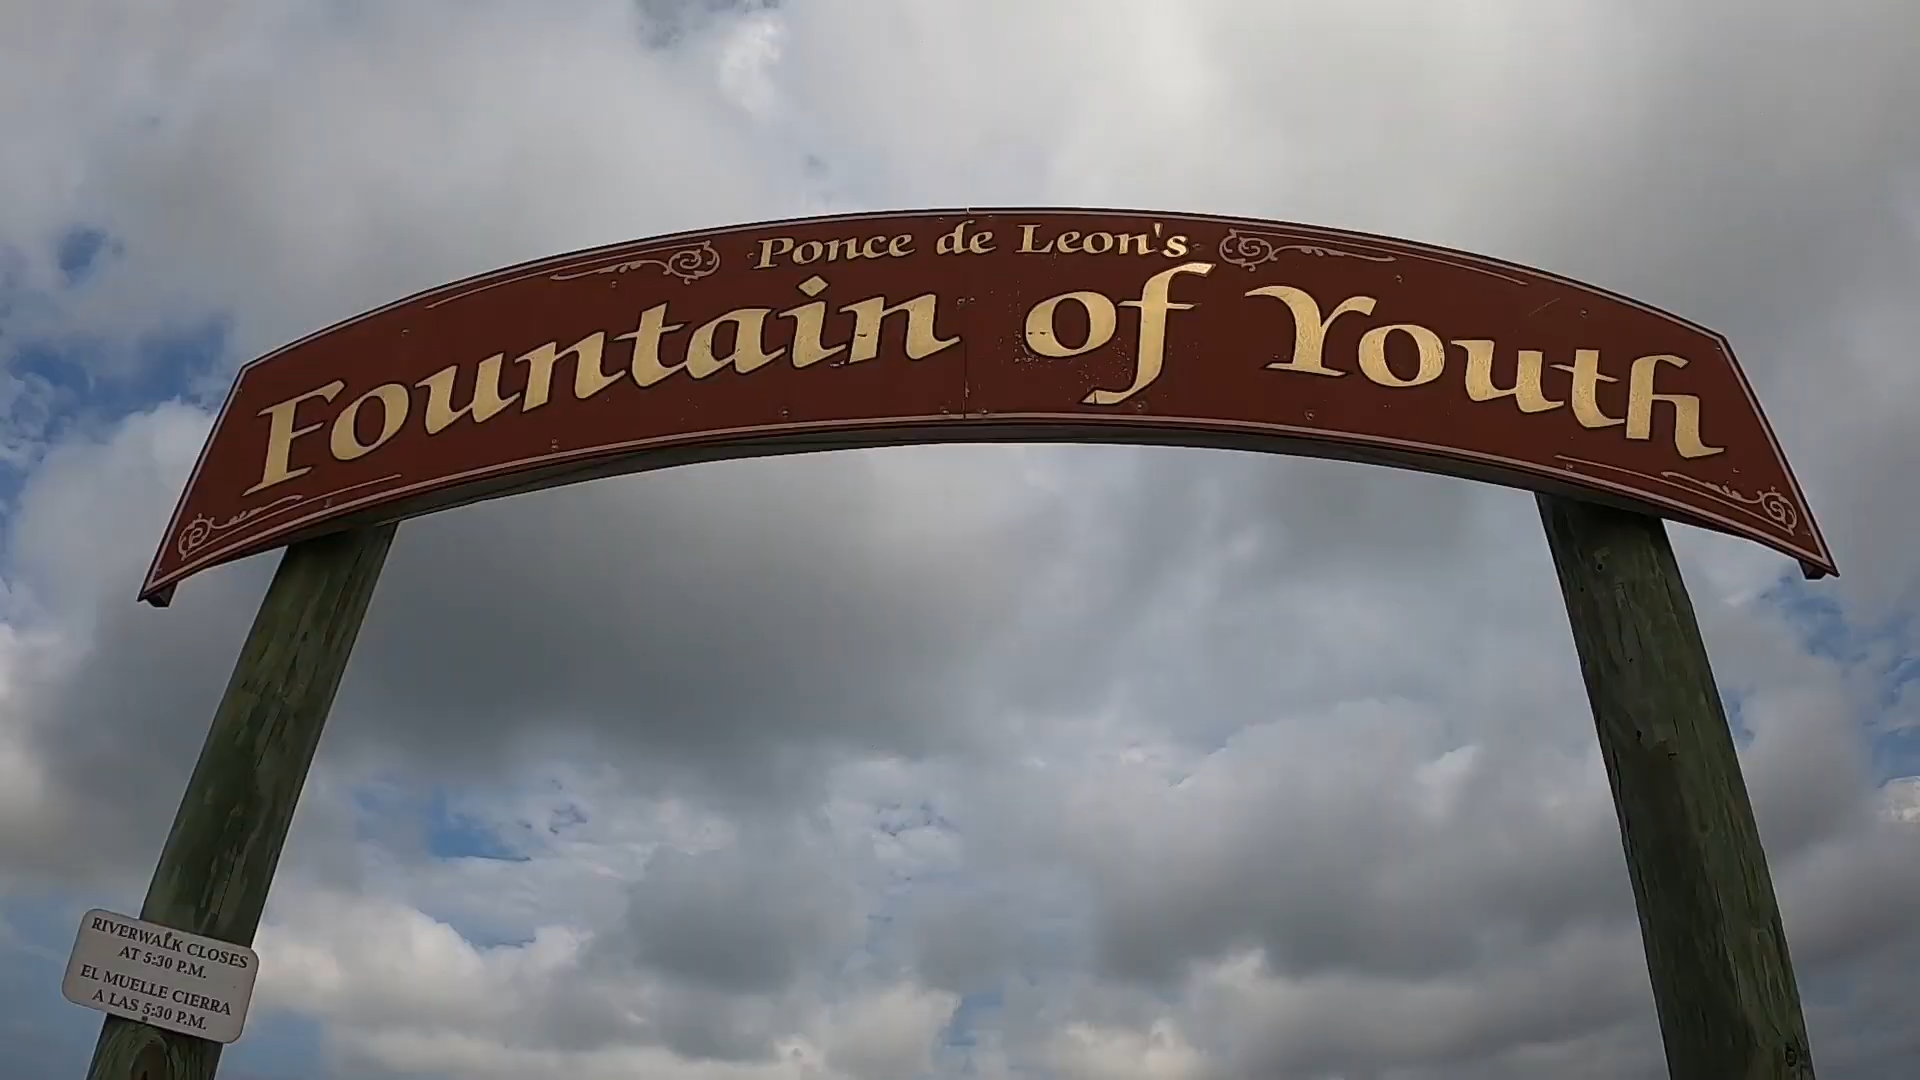 Ponce de Leon's
Fountain of Youth
RIVERWALK CLOSES
AT 5:30 P.M.
EL MUELLE CIERRA
A LAS 5:30 P.M.